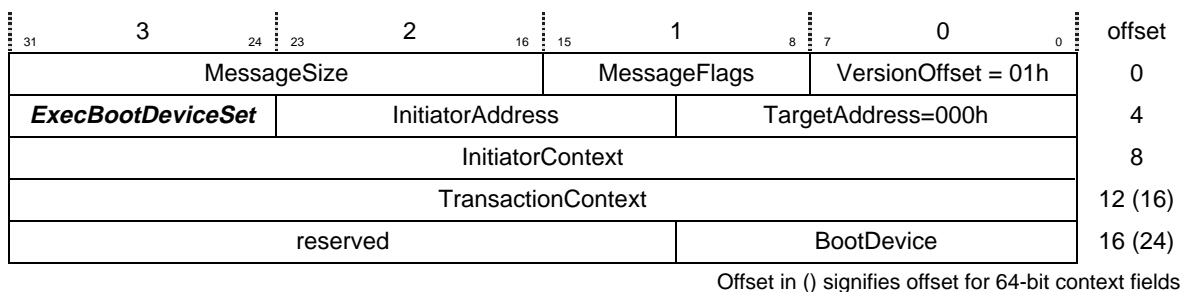 3 2 1 0 offset
31 24 23 16 15 8 7 0
MessageSize MessageFlags VersionOffset = 01h 0
ExecBootDeviceSet InitiatorAddress TargetAddress=000h 4
InitiatorContext 8
TransactionContext 12 (16)
reserved BootDevice 16 (24)
Offset in () signifies offset for 64-bit context fields